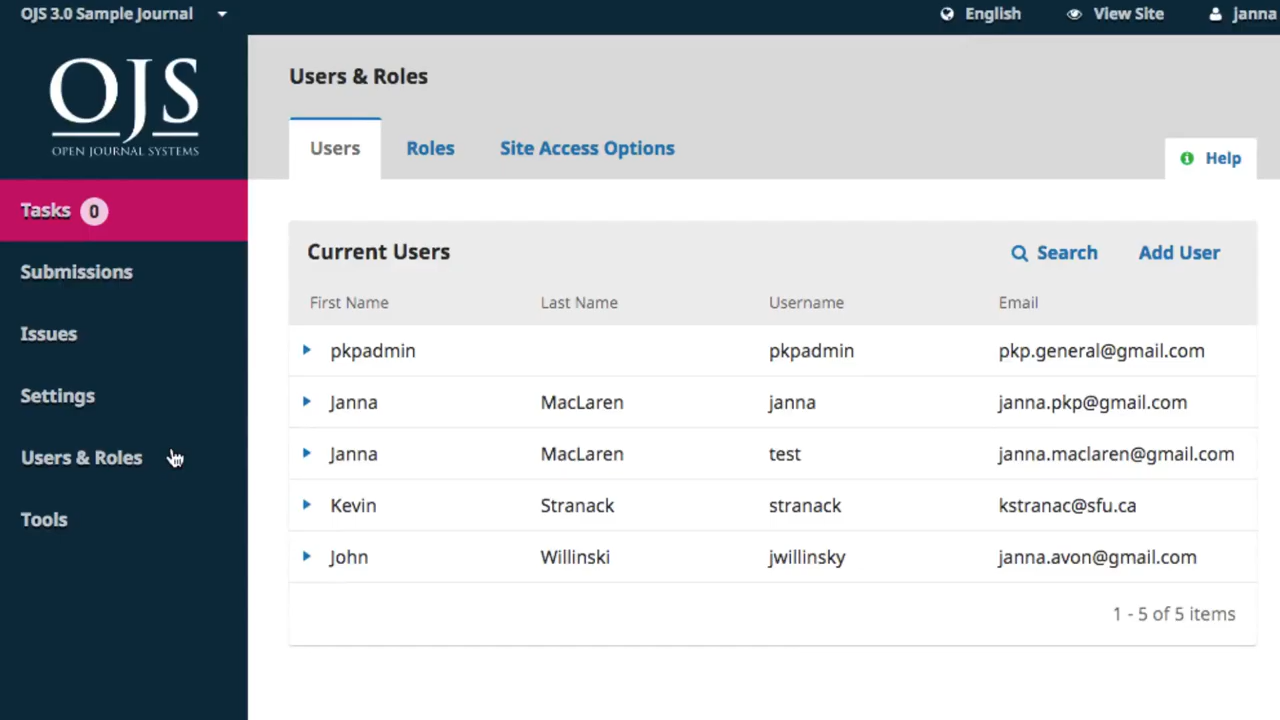 OJS 3.0 Sample Journal English View Site janna
OJS
OPEN JOURNAL SYSTEMS
Tasks 0
Submissions
Issues
Settings
Users & Roles
Tools
Users & Roles
Users Roles Site Access Options
Help
Current Users Search Add User
First Name Last Name Username Email
pkpadmin pkpadmin pkp.general@gmail.com
Janna MacLaren janna janna.pkp@gmail.com
Janna MacLaren test janna.maclaren@gmail.com
Kevin Stranack stranack kstranac@sfu.ca
John Willinski jwillinsky janna.avon@gmail.com
1 - 5 of 5 items